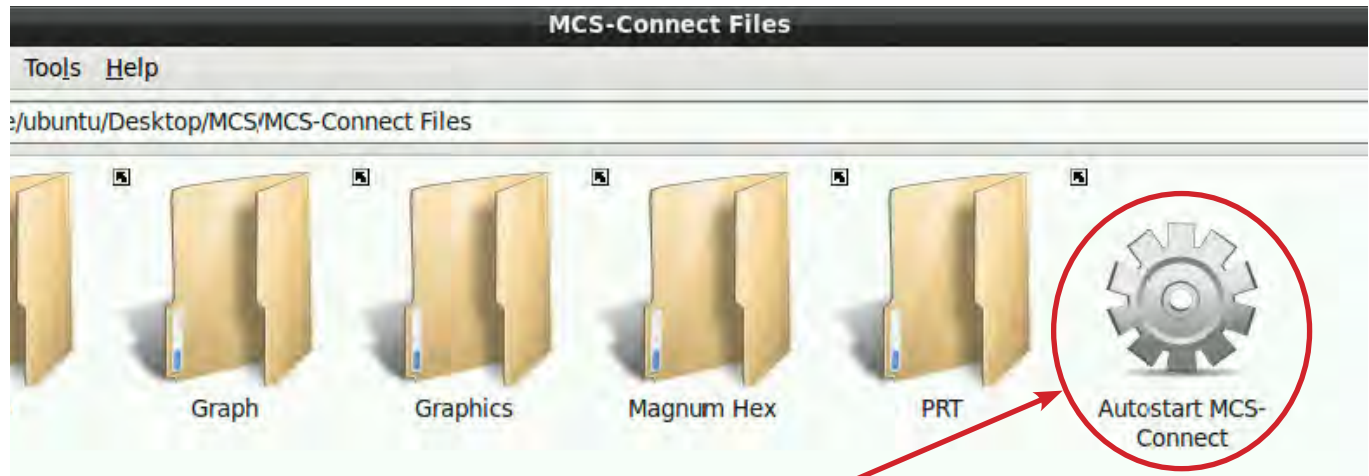 MCS-Connect Files
Tools Help
e/ubuntu/Desktop/MCS/MCS-Connect Files
Graph
Graphics
Magnum Hex
PRT
Autostart MCS-
Connect